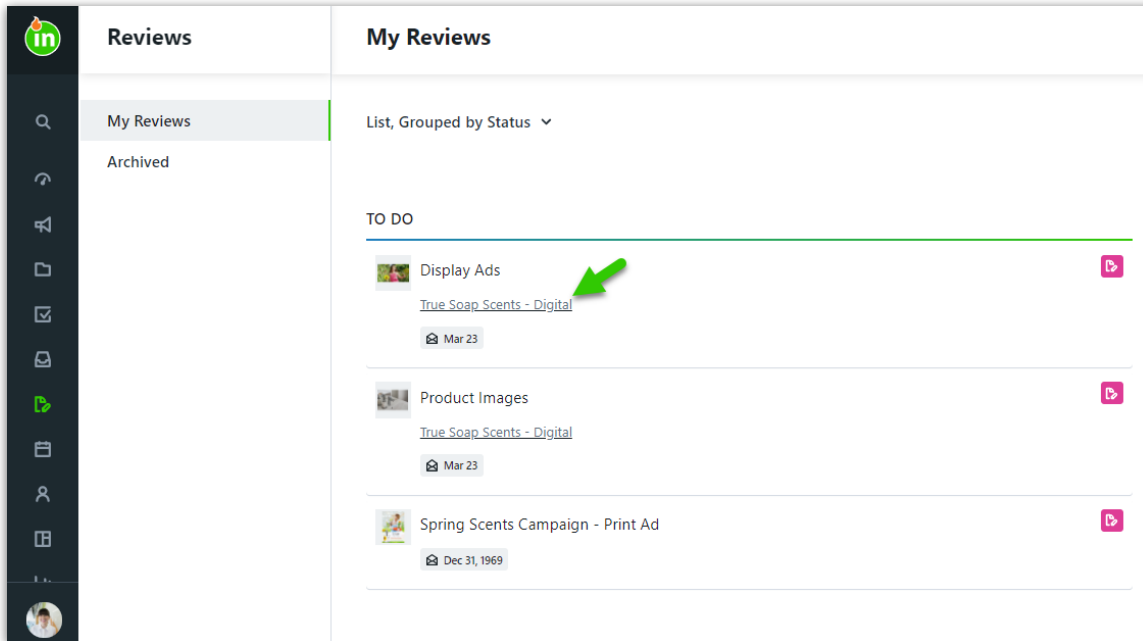 in
Reviews
My Reviews
My Reviews
Archived
List, Grouped by Status
TO DO
Display Ads
True Soap Scents - Digital
Mar 23
Product Images
True Soap Scents - Digital
Mar 23
Spring Scents Campaign - Print Ad
Dec 31, 1969